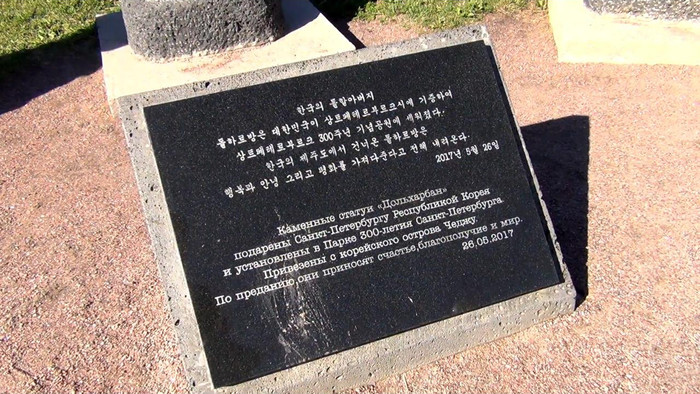 한국의 돌할아버지
돌하르방은 대한민국이 상트페테르부르크시에 기증하여
상트페테르부르크 300주년 기념공원에 세워졌다.
한국의 제주도에서 건너온 돌하르방은
행복과 안녕 그리고 평화를 가져다준다고 전해 내려온다.
2017년 5월 26일
Каменные статуи «Дольхарбан»
подарены Санкт-Петербургу Республикой Корея
и установлены в Парке 300-летия Санкт-Петербурга.
Привезены с корейского острова Чеджу.
По преданию,они приносят счастье,благополучие и мир.
26.05.2017